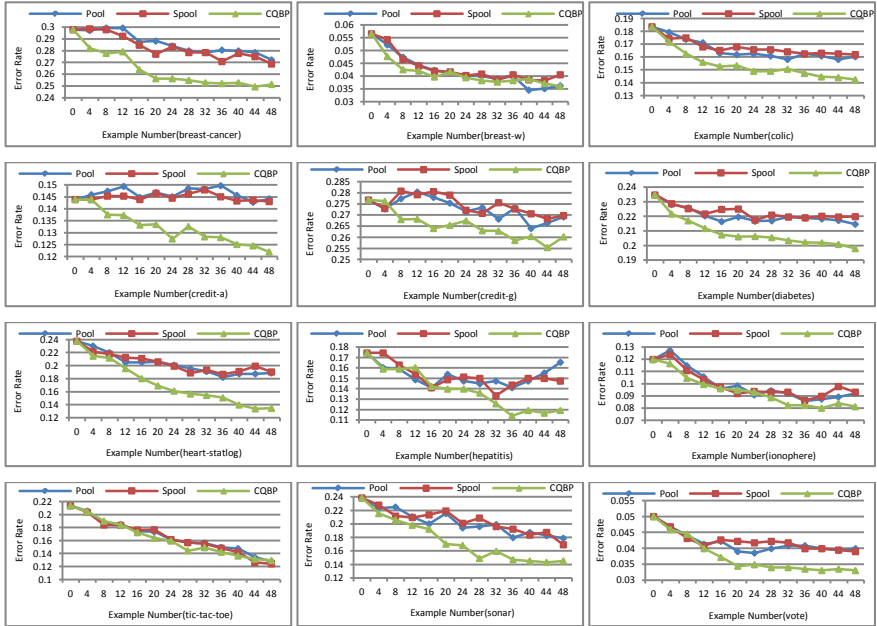 Pool Spool CQBP
Error Rate
0.3
0.29
0.28
0.27
0.26
0.25
0.24
0 4 8 12 16 20 24 28 32 36 40 44 48
Example Number(breast-cancer)
Pool Spool CQBP
Error Rate
0.06
0.055
0.05
0.045
0.04
0.035
0.03
0 4 8 12 16 20 24 28 32 36 40 44 48
Example Number(breast-w)
Pool Spool CQBP
Error Rate
0.19
0.18
0.17
0.16
0.15
0.14
0.13
0 4 8 12 16 20 24 28 32 36 40 44 48
Example Number(colic)
Pool Spool CQBP
Error Rate
0.15
0.145
0.14
0.135
0.13
0.125
0.12
0 4 8 12 16 20 24 28 32 36 40 44 48
Example Number(credit-a)
Pool Spool CQBP
Error Rate
0.285
0.28
0.275
0.27
0.265
0.26
0.255
0.25
0 4 8 12 16 20 24 28 32 36 40 44 48
Example Number(credit-g)
Pool Spool CQBP
Error Rate
0.24
0.23
0.22
0.21
0.2
0.19
0 4 8 12 16 20 24 28 32 36 40 44 48
Example Number(diabetes)
Pool Spool CQBP
Error Rate
0.24
0.22
0.2
0.18
0.16
0.14
0.12
0 4 8 12 16 20 24 28 32 36 40 44 48
Example Number(heart-statlog)
Pool Spool CQBP
Error Rate
0.18
0.17
0.16
0.15
0.14
0.13
0.12
0.11
0 4 8 12 16 20 24 28 32 36 40 44 48
Example Number(hepatitis)
Pool Spool CQBP
Error Rate
0.13
0.12
0.11
0.1
0.09
0.08
0.07
0 4 8 12 16 20 24 28 32 36 40 44 48
Example Number(ionophere)
Pool Spool CQBP
Error Rate
0.22
0.2
0.18
0.16
0.14
0.12
0.1
0 4 8 12 16 20 24 28 32 36 40 44 48
Example Number(tic-tac-toe)
Pool Spool CQBP
Error Rate
0.24
0.22
0.2
0.18
0.16
0.14
0.12
0 4 8 12 16 20 24 28 32 36 40 44 48
Example Number(sonar)
Pool Spool CQBP
Error Rate
0.055
0.05
0.045
0.04
0.035
0.03
0 4 8 12 16 20 24 28 32 36 40 44 48
Example Number(vote)